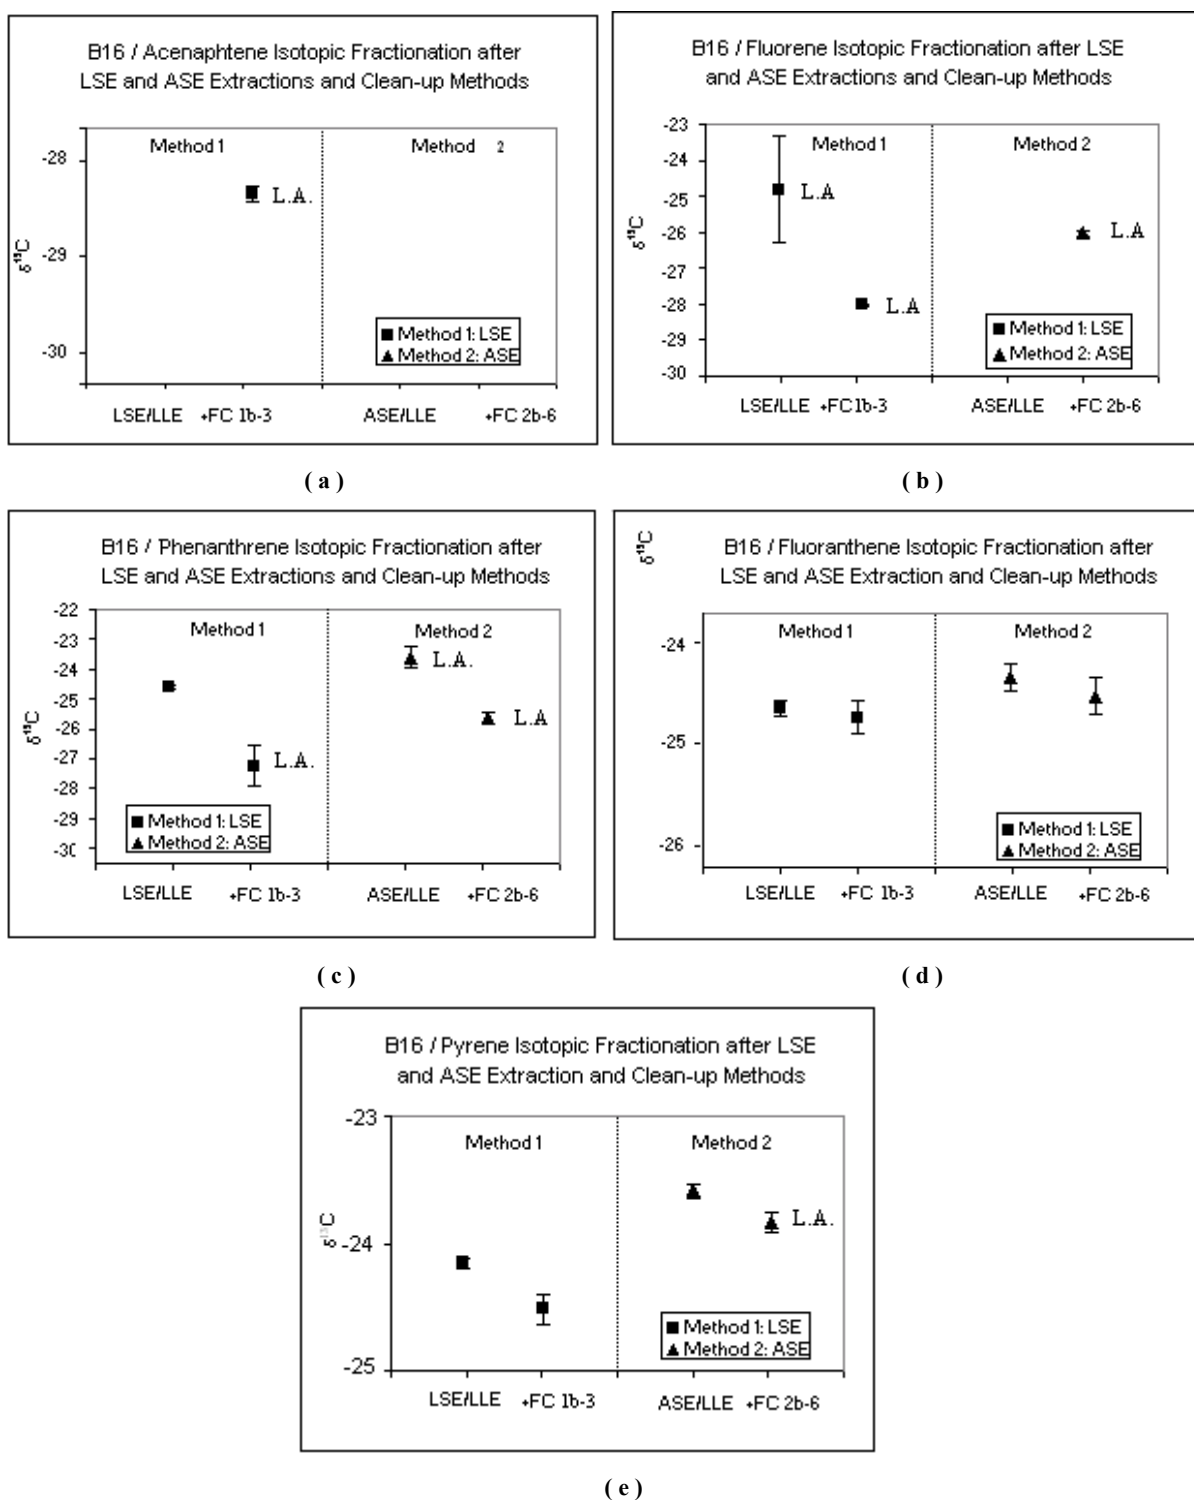 B16 / Acenaphtene Isotopic Fractionation after
LSE and ASE Extractions and Clean-up Methods
Method 1
Method 2
-28
-29
-30
δ¹³C
L.A.
Method 1: LSE
Method 2: ASE
LSE/LLE +FC 1b-3 ASE/LLE +FC 2b-6
( a )
B16 / Fluorene Isotopic Fractionation after LSE
and ASE Extractions and Clean-up Methods
-23
-24
-25
-26
-27
-28
-29
-30
δ¹³C
Method 1
Method 2
L.A
L.A
L.A
Method 1: LSE
Method 2: ASE
LSE/LLE +FC 1b-3 ASE/LLE +FC 2b-6
( b )
B16 / Phenanthrene Isotopic Fractionation after
LSE and ASE Extractions and Clean-up Methods
-22
-23
-24
-25
-26
-27
-28
-29
-30
δ¹³C
Method 1
Method 2
L.A.
L.A.
L.A
Method 1: LSE
Method 2: ASE
LSE/LLE +FC 1b-3 ASE/LLE +FC 2b-6
( c )
δ¹³C
B16 / Fluoranthene Isotopic Fractionation after
LSE and ASE Extraction and Clean-up Methods
Method 1
Method 2
-24
-25
-26
Method 1: LSE
Method 2: ASE
LSE/LLE +FC 1b-3 ASE/LLE +FC 2b-6
( d )
B16 / Pyrene Isotopic Fractionation after LSE
and ASE Extraction and Clean-up Methods
-23
-24
-25
δ¹³C
Method 1
Method 2
L.A.
Method 1: LSE
Method 2: ASE
LSE/LLE +FC 1b-3 ASE/LLE +FC 2b-6
( e )